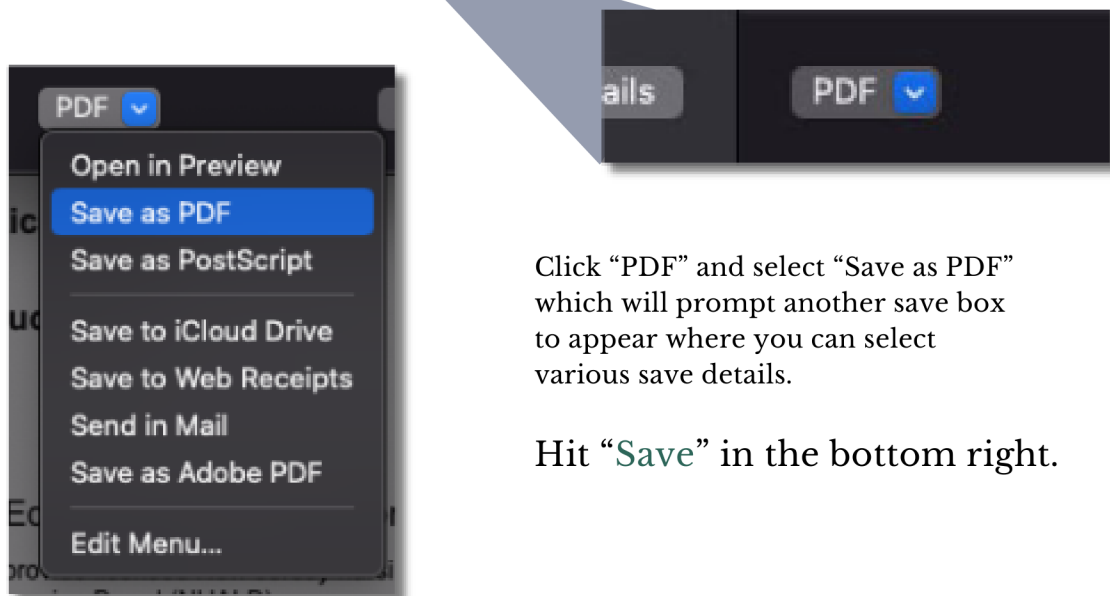 PDF
Open in Preview
Save as PDF
Save as PostScript
Save to iCloud Drive
Save to Web Receipts
Send in Mail
Save as Adobe PDF
Edit Menu...
ails
PDF
Click “PDF” and select “Save as PDF”
which will prompt another save box
to appear where you can select
various save details.
Hit “Save” in the bottom right.